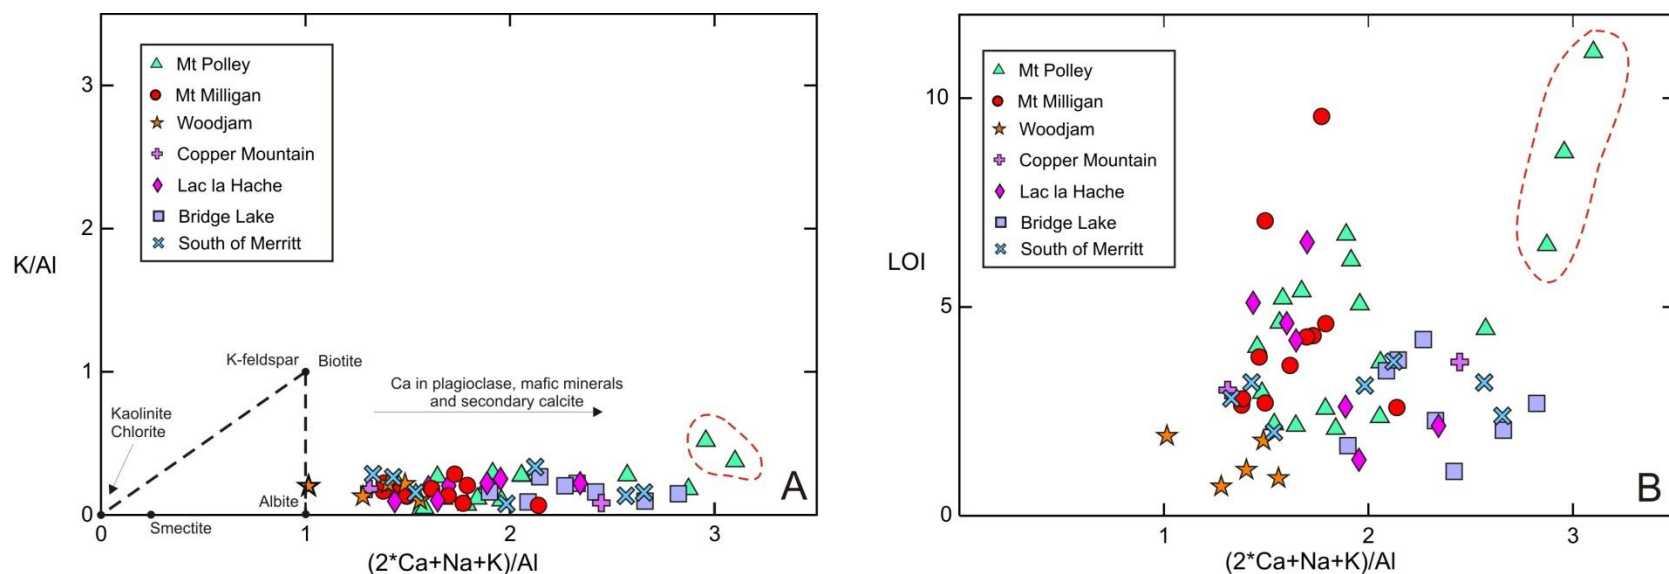 3
2
K/Al
1
0
0
1
2
3
(2*Ca+Na+K)/Al
Mt Polley
Mt Milligan
Woodjam
Copper Mountain
Lac la Hache
Bridge Lake
South of Merritt
K-feldspar
Biotite
Ca in plagioclase, mafic minerals
and secondary calcite
Kaolinite
Chlorite
Albite
Smectite
A
10
LOI
5
0
1
2
3
(2*Ca+Na+K)/Al
Mt Polley
Mt Milligan
Woodjam
Copper Mountain
Lac la Hache
Bridge Lake
South of Merritt
B